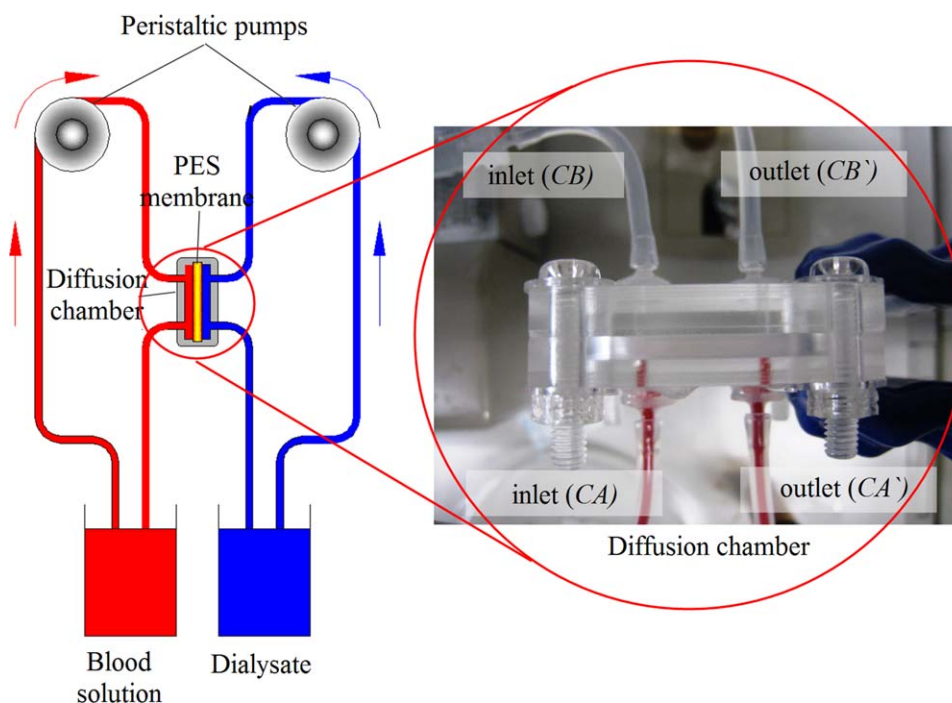 Peristaltic pumps
PES
membrane
Diffusion
chamber
Blood
solution
Dialysate
inlet (CB)
outlet (CB`)
inlet (CA)
outlet (CA`)
Diffusion chamber